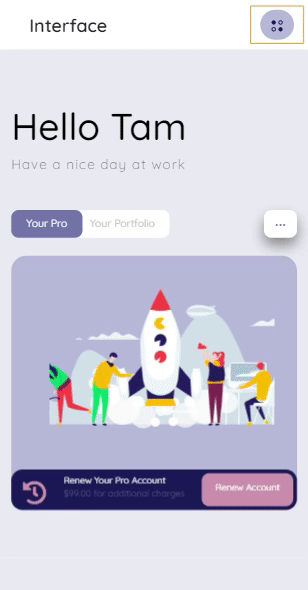 Interface
Hello Tam
Have a nice day at work
Your Pro
Your Portfolio
...
Renew Your Pro Account
$99.00 for additional charges
Renew Account